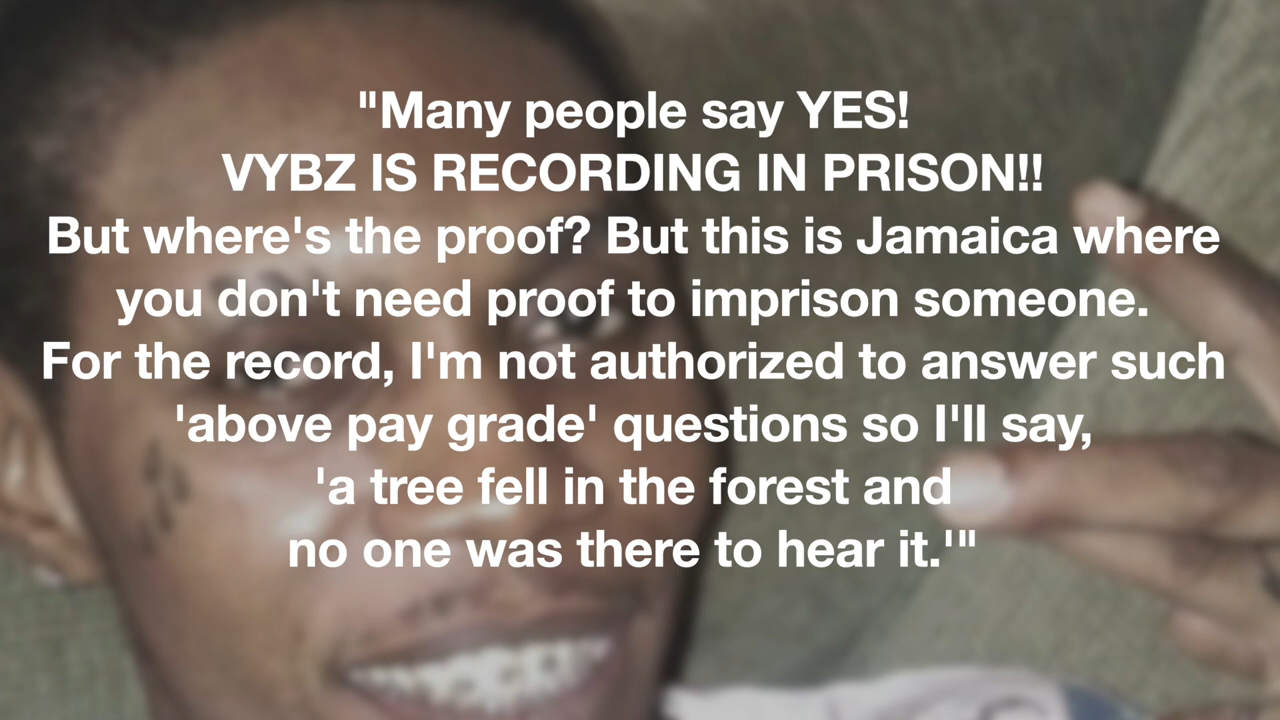 "Many people say YES!
VYBZ IS RECORDING IN PRISON!!
But where's the proof? But this is Jamaica where
you don't need proof to imprison someone.
For the record, I'm not authorized to answer such
'above pay grade' questions so I'll say,
'a tree fell in the forest and
no one was there to hear it.'"